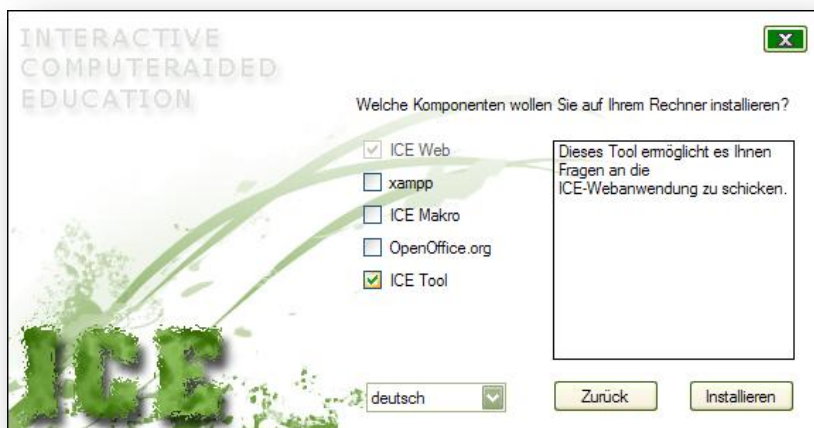 INTERACTIVE
COMPUTERAIDED
EDUCATION
X
Welche Komponenten wollen Sie auf Ihrem Rechner installieren?
ICE Web
xampp
ICE Makro
OpenOffice.org
ICE Tool
Dieses Tool ermöglicht es Ihnen
Fragen an die
ICE-Webanwendung zu schicken.
ICE
deutsch
Zurück
Installieren